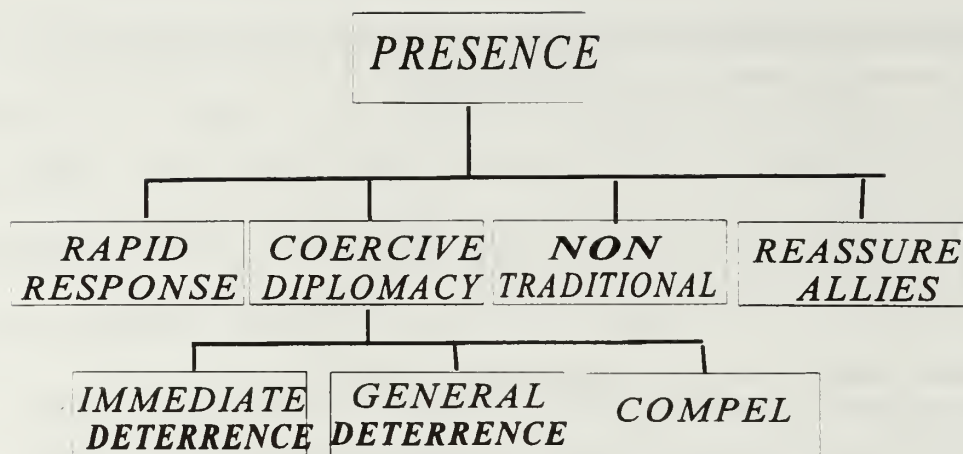 PRESENCE
RAPID
RESPONSE
COERCIVE
DIPLOMACY
NON
TRADITIONAL
REASSURE
ALLIES
IMMEDIATE
DETERRENCE
GENERAL
DETERRENCE
COMPEL